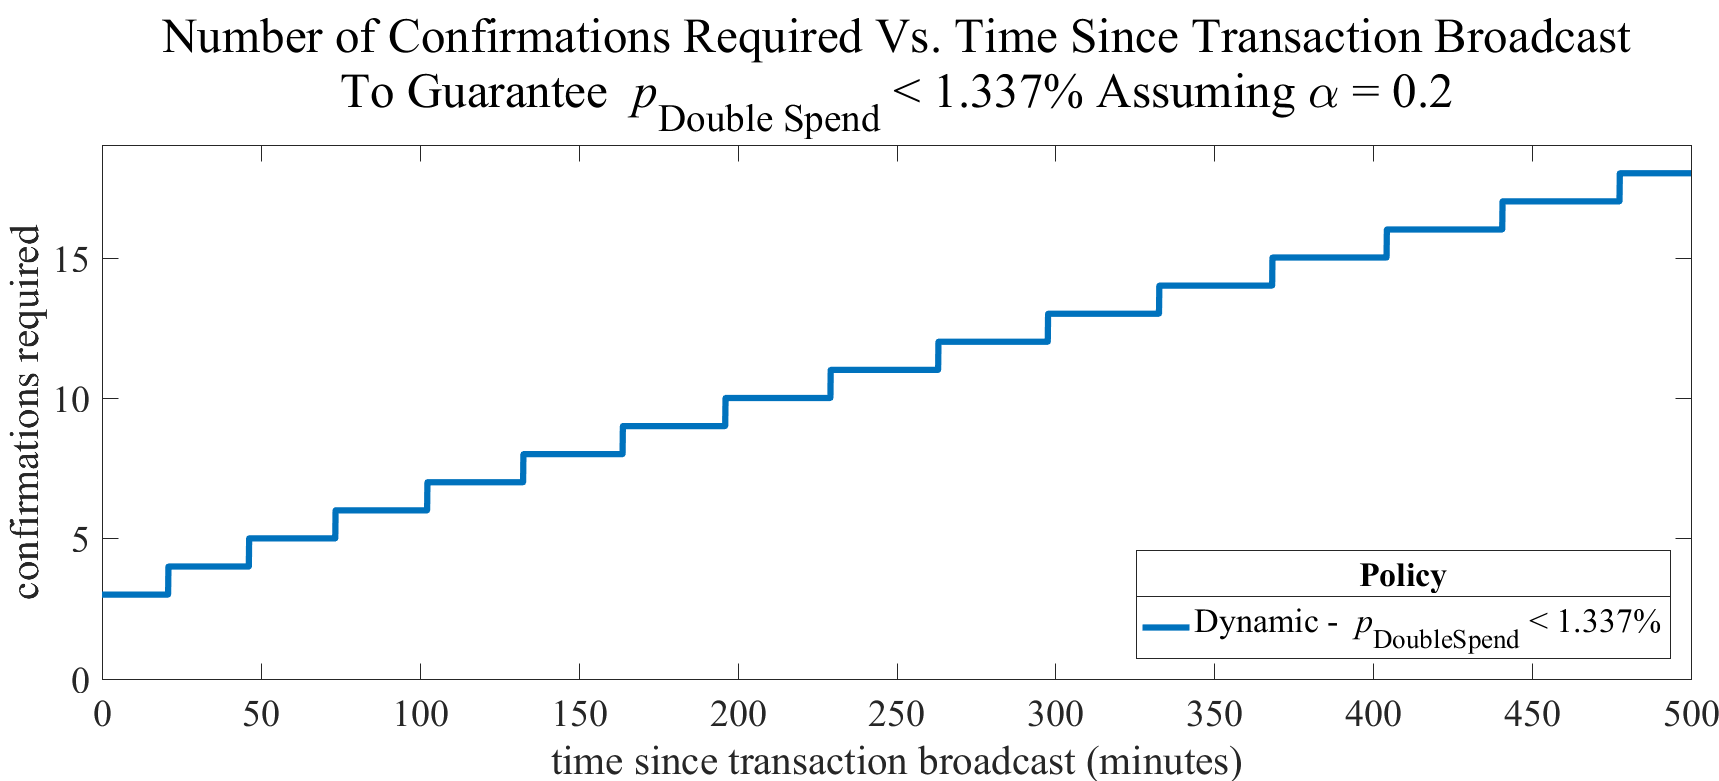 Number of Confirmations Required Vs. Time Since Transaction Broadcast
To Guarantee p Double Spend < 1.337% Assuming α = 0.2
confirmations required
15
10
5
0
Policy
Dynamic - p DoubleSpend < 1.337%
0 50 100 150 200 250 300 350 400 450 500
time since transaction broadcast (minutes)